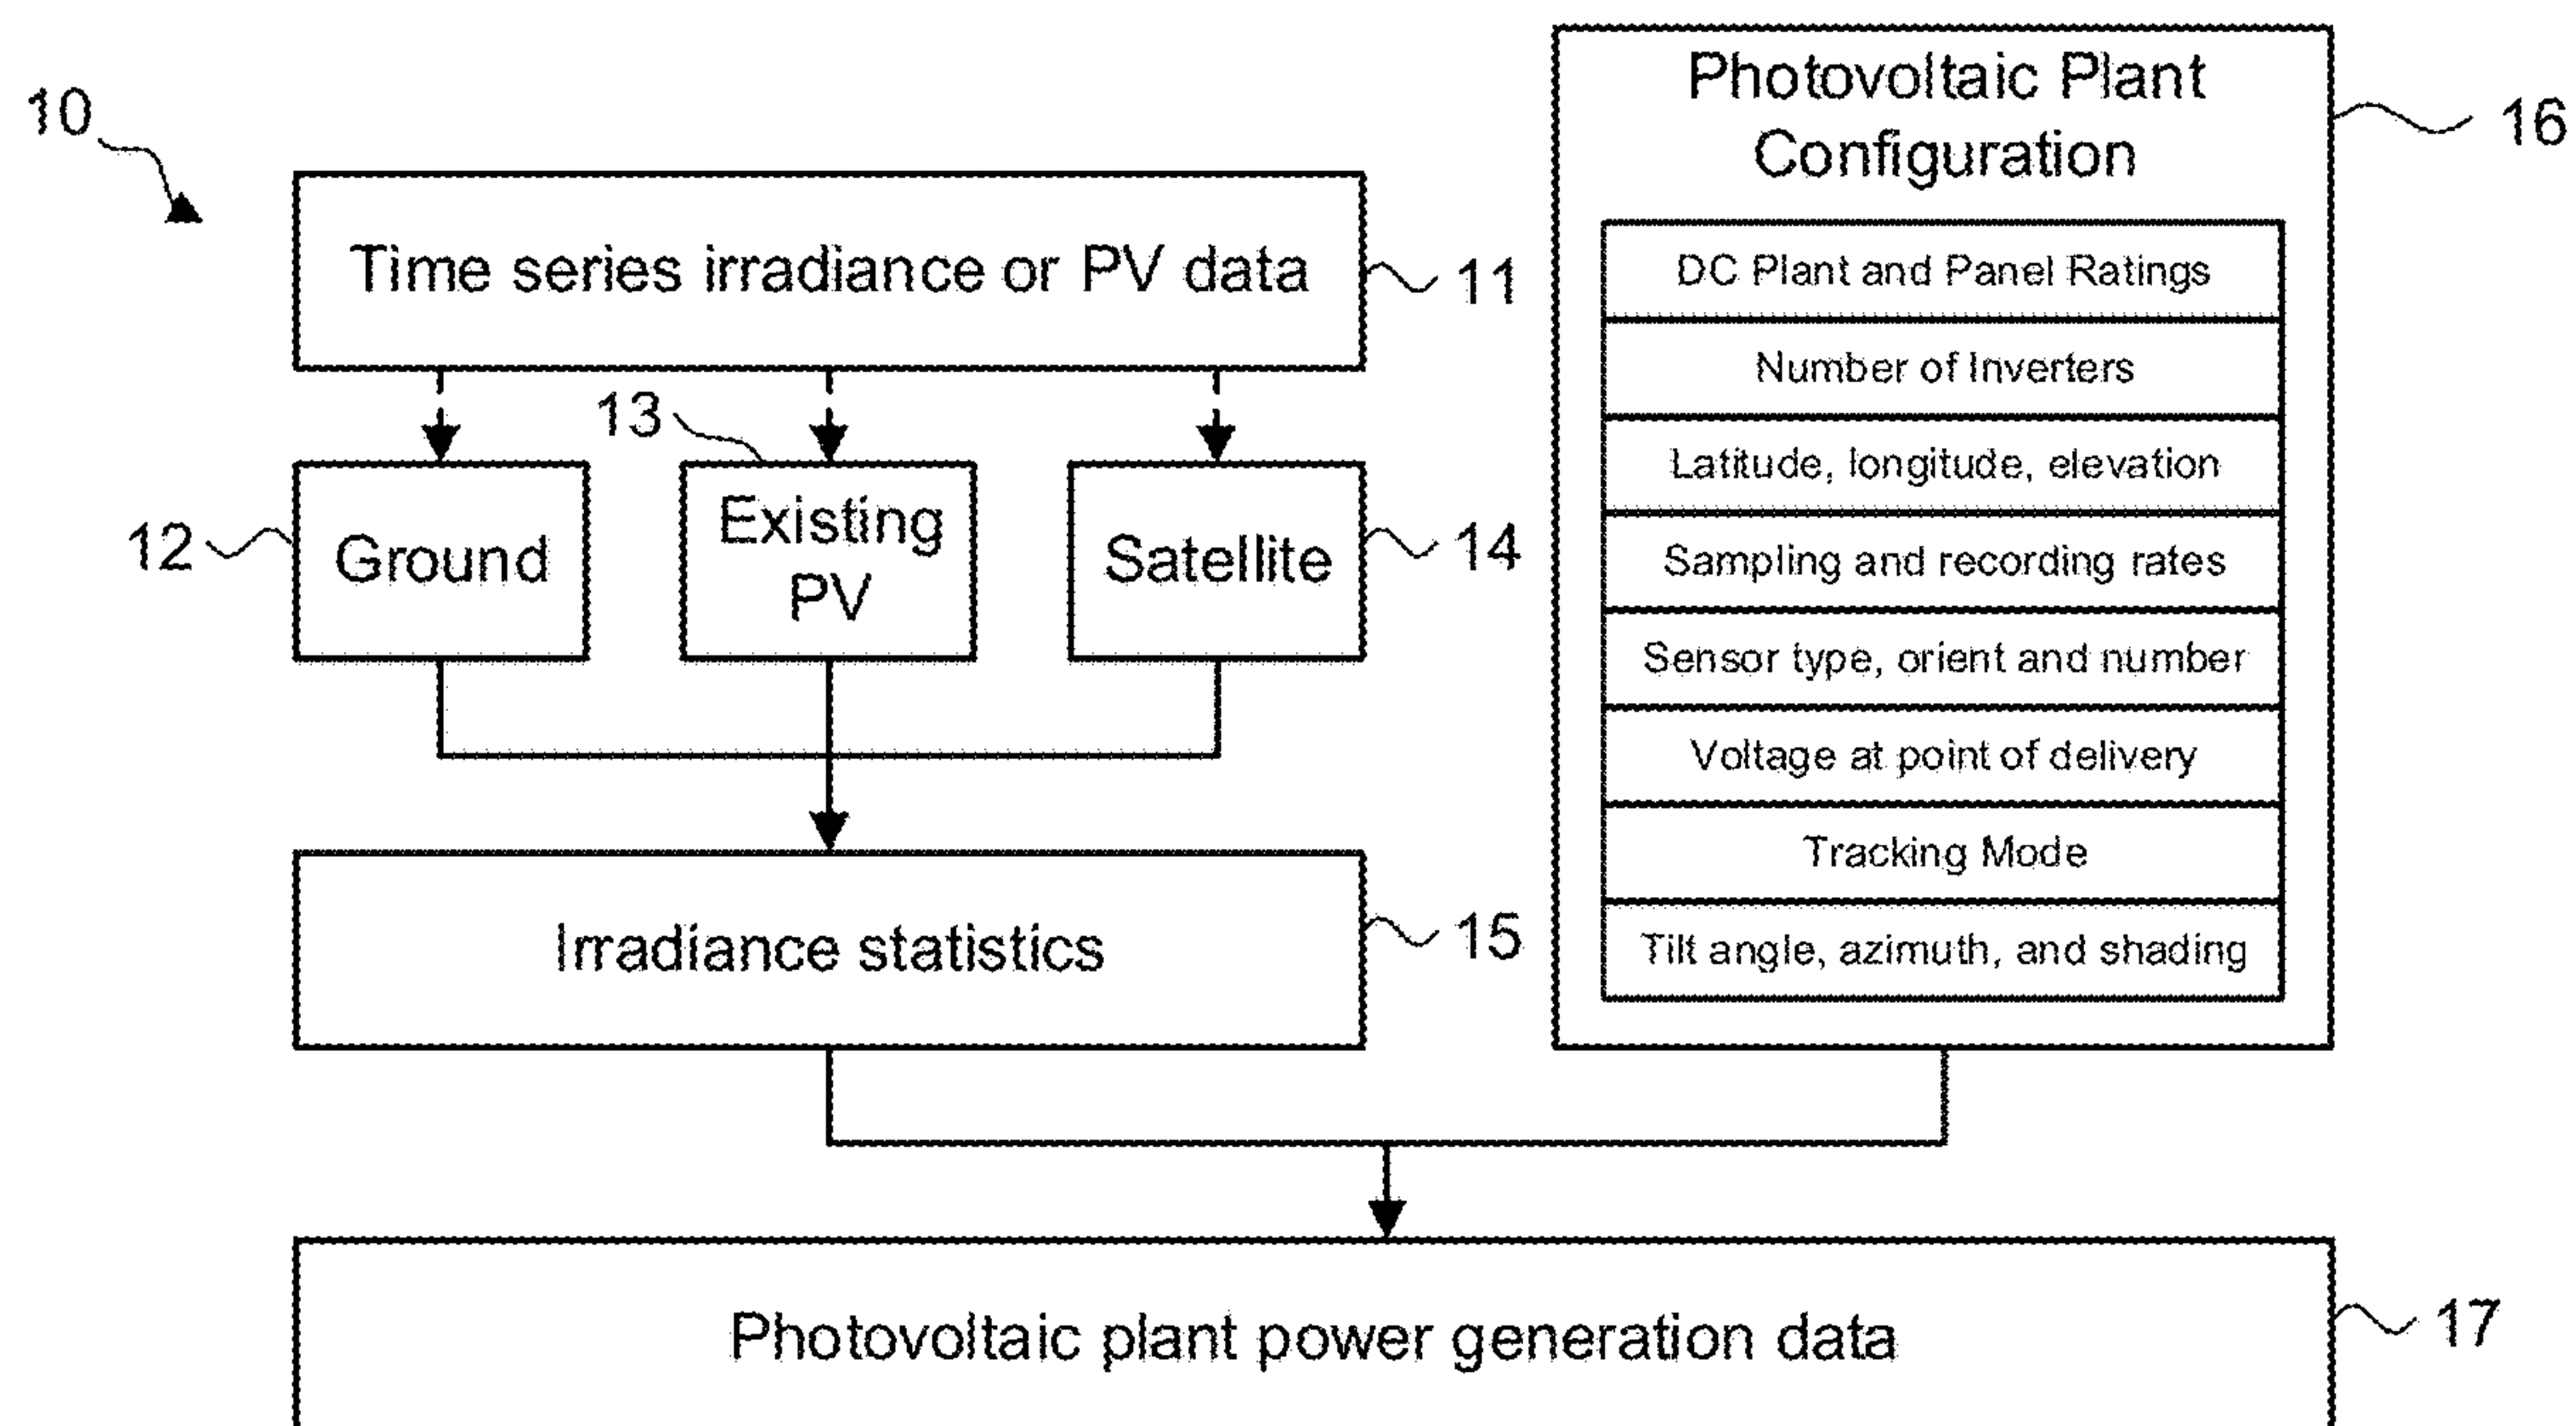 10
Time series irradiance or PV data
11
12
Ground
13
Existing
PV
Satellite
14
Irradiance statistics
15
Photovoltaic Plant
Configuration
16
DC Plant and Panel Ratings
Number of Inverters
Latitude, longitude, elevation
Sampling and recording rates
Sensor type, orient and number
Voltage at point of delivery
Tracking Mode
Tilt angle, azimuth, and shading
Photovoltaic plant power generation data
17